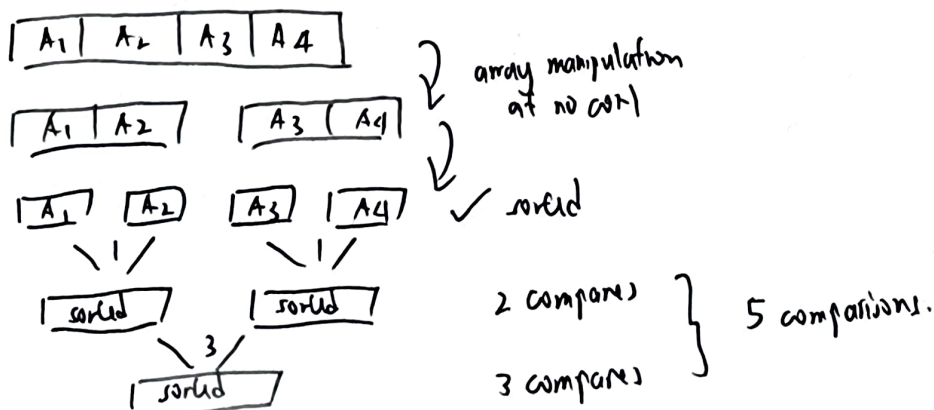 A1 A2 A3 A4
array manipulation
at no cost
A1 A2 A3 A4
A1 A2 A3 A4 ✓ sorted
1 1
sorted sorted 2 compares
5 comparisions.
3
sorted 3 compares